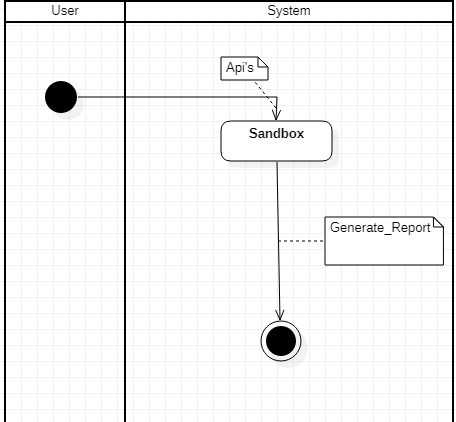 User
System
Api's
Sandbox
Generate_Report